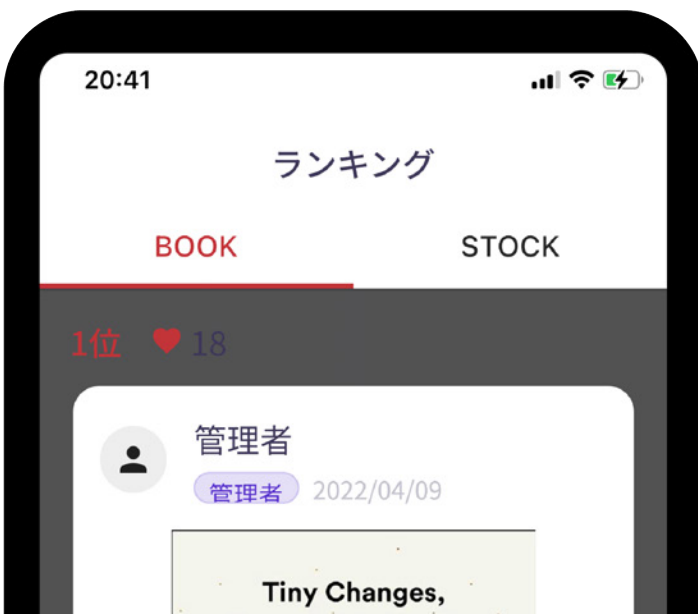 20:41
ランキング
BOOK STOCK
1位 18
管理者
管理者 2022/04/09
Tiny Changes,